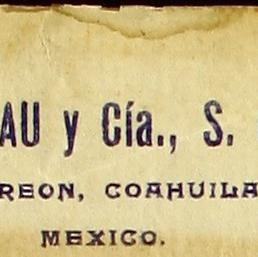 AU y Cía., S.
REON, COAHUILA
MEXICO.